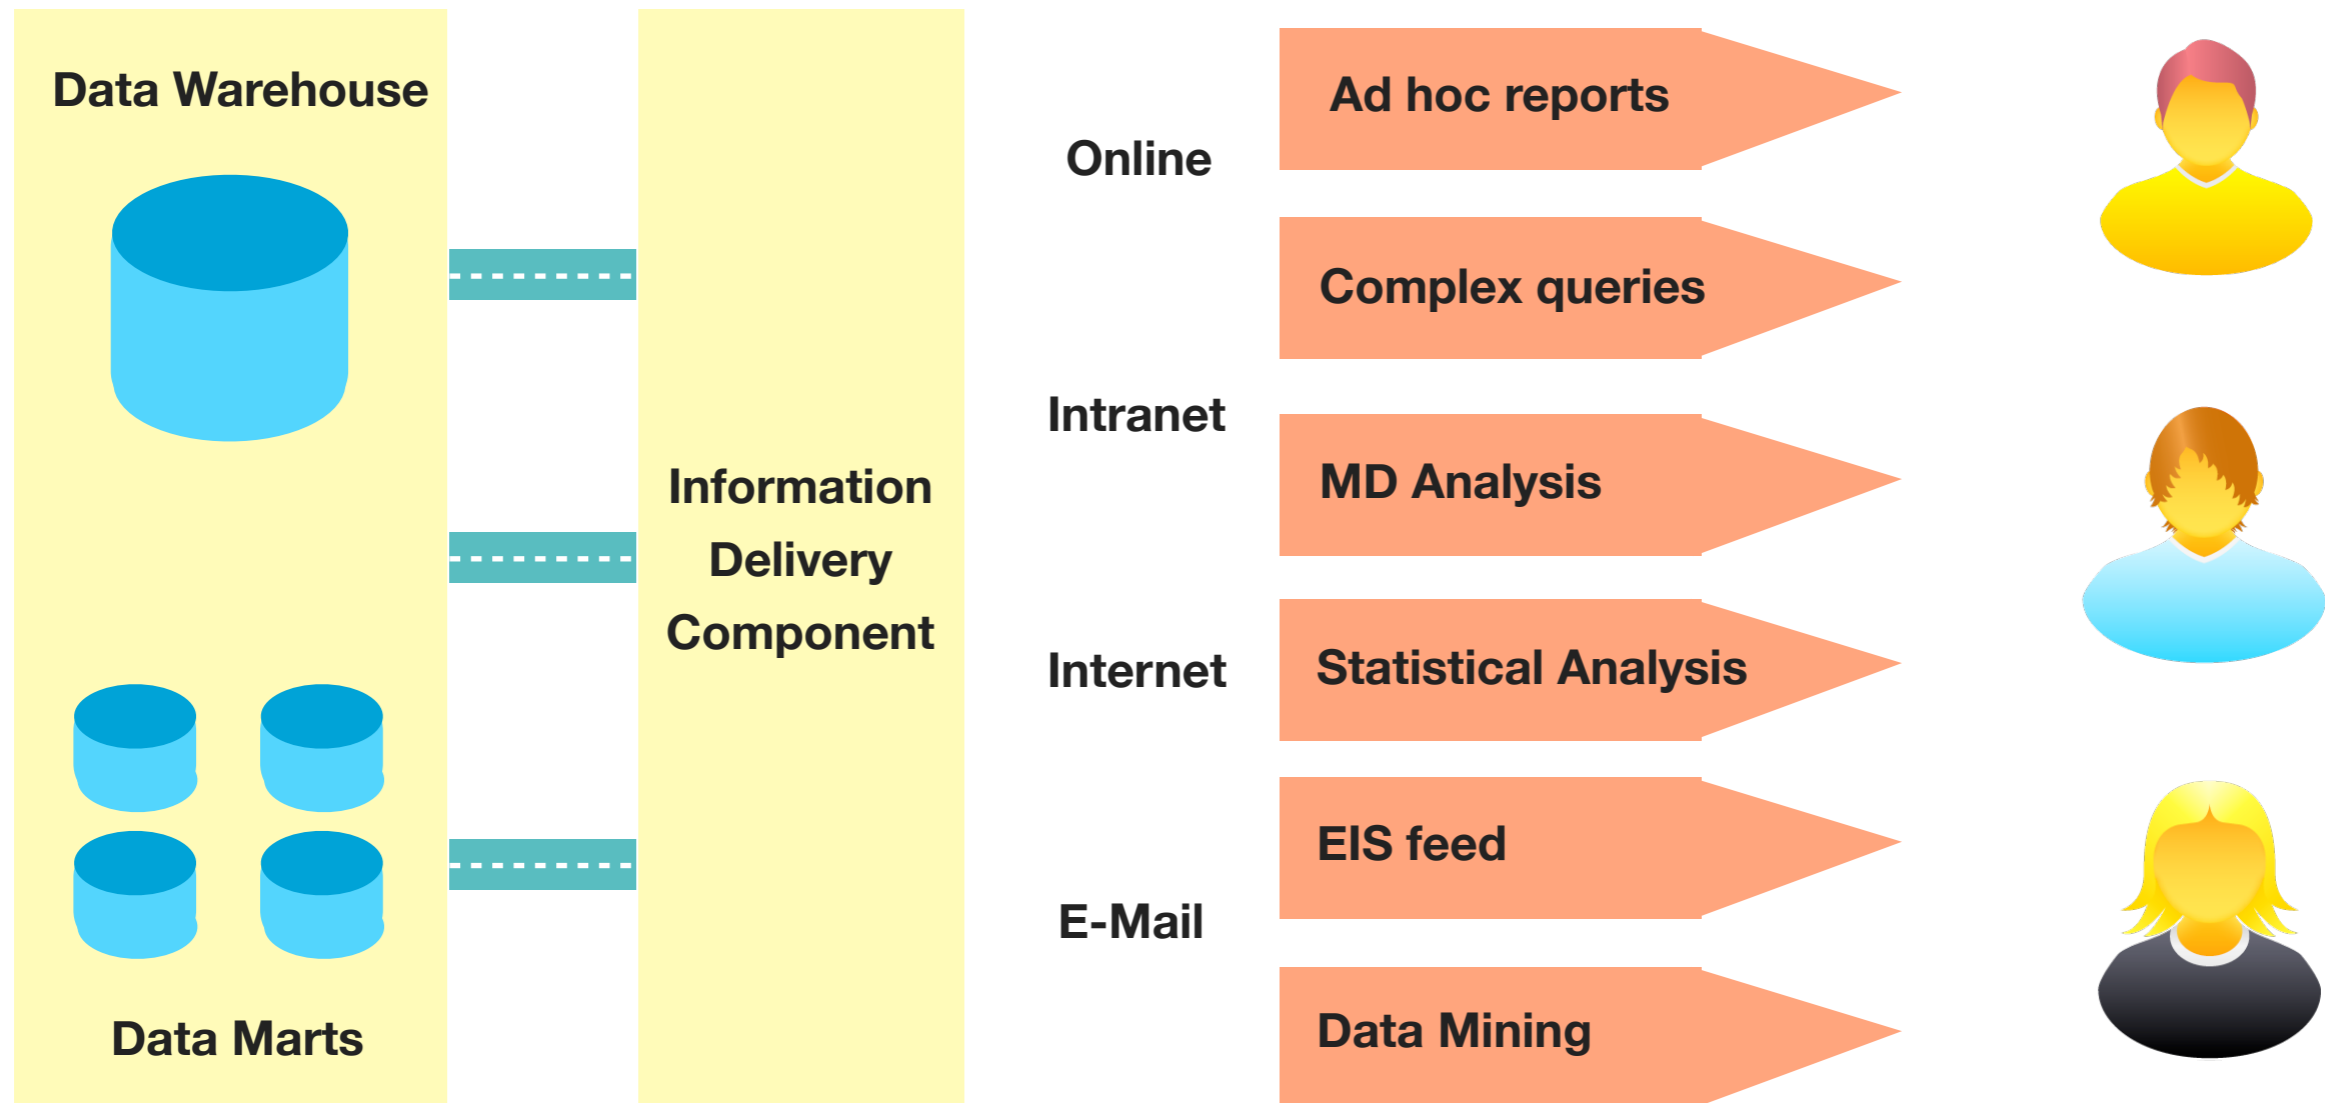 Data Warehouse
Data Marts
Information
Delivery
Component
Online
Intranet
Internet
E-Mail
Ad hoc reports
Complex queries
MD Analysis
Statistical Analysis
EIS feed
Data Mining